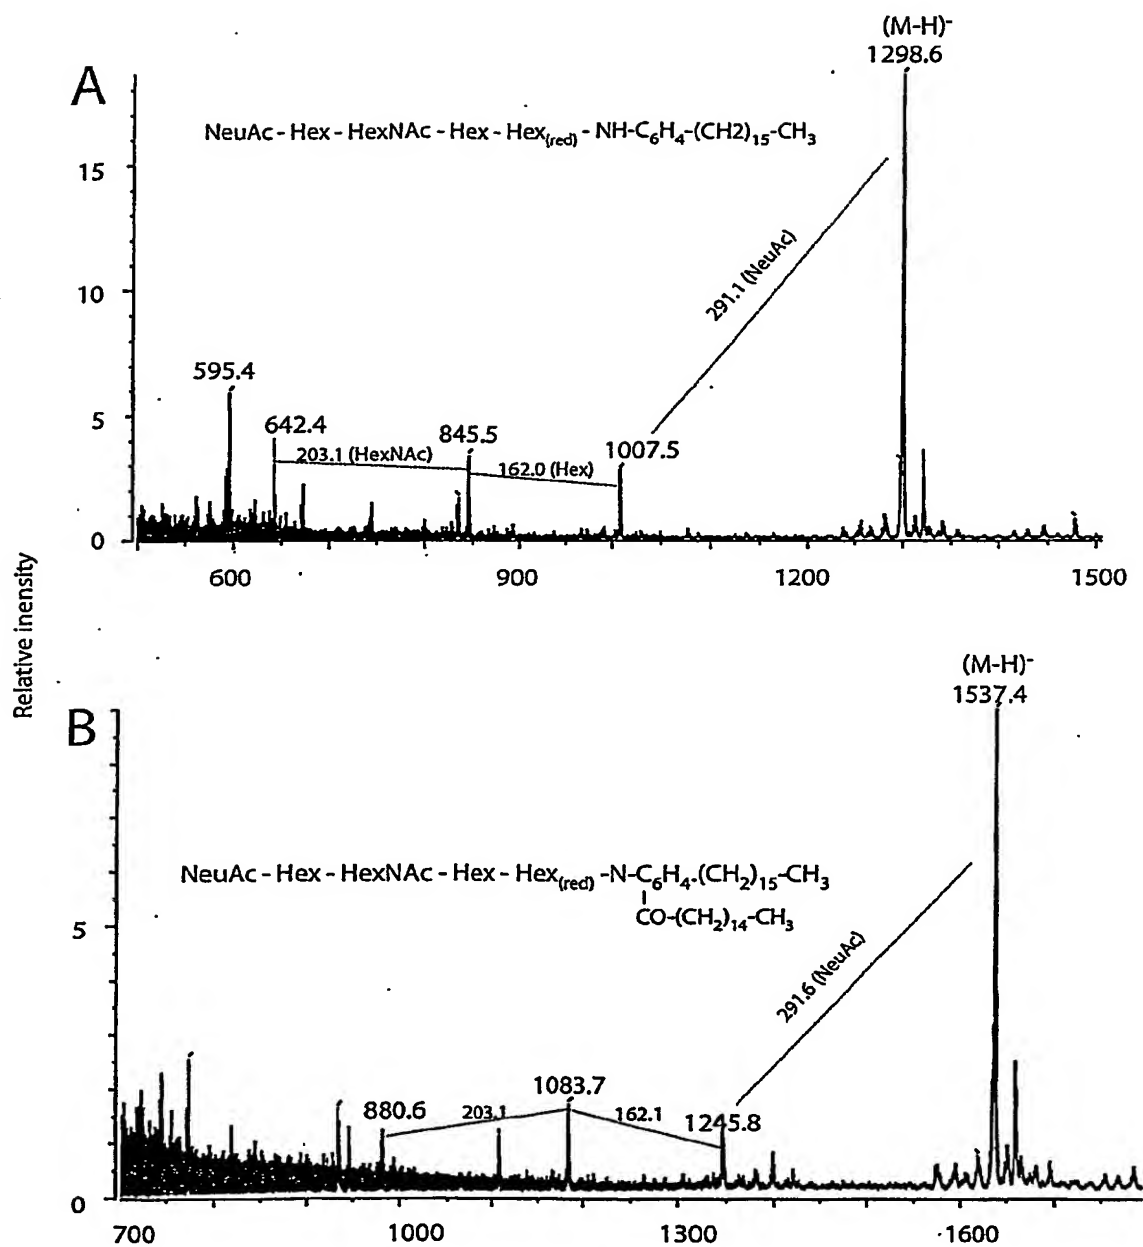 A
(M-H)-
1298.6
NeuAc - Hex - HexNAc - Hex - Hex(red) - NH-C6H4-(CH2)15-CH3
15
291.1 (NeuAc)
10
595.4
5
642.4
845.5
1007.5
203.1 (HexNAc)
162.0 (Hex)
0
600
900
1200
1500
Relative inensity
B
(M-H)-
1537.4
NeuAc - Hex - HexNAc - Hex - Hex(red) -N-C6H4-(CH2)15-CH3
CO-(CH2)14-CH3
5
291.6 (NeuAc)
1083.7
880.6
203.1
162.1
1245.8
0
700
1000
1300
1600